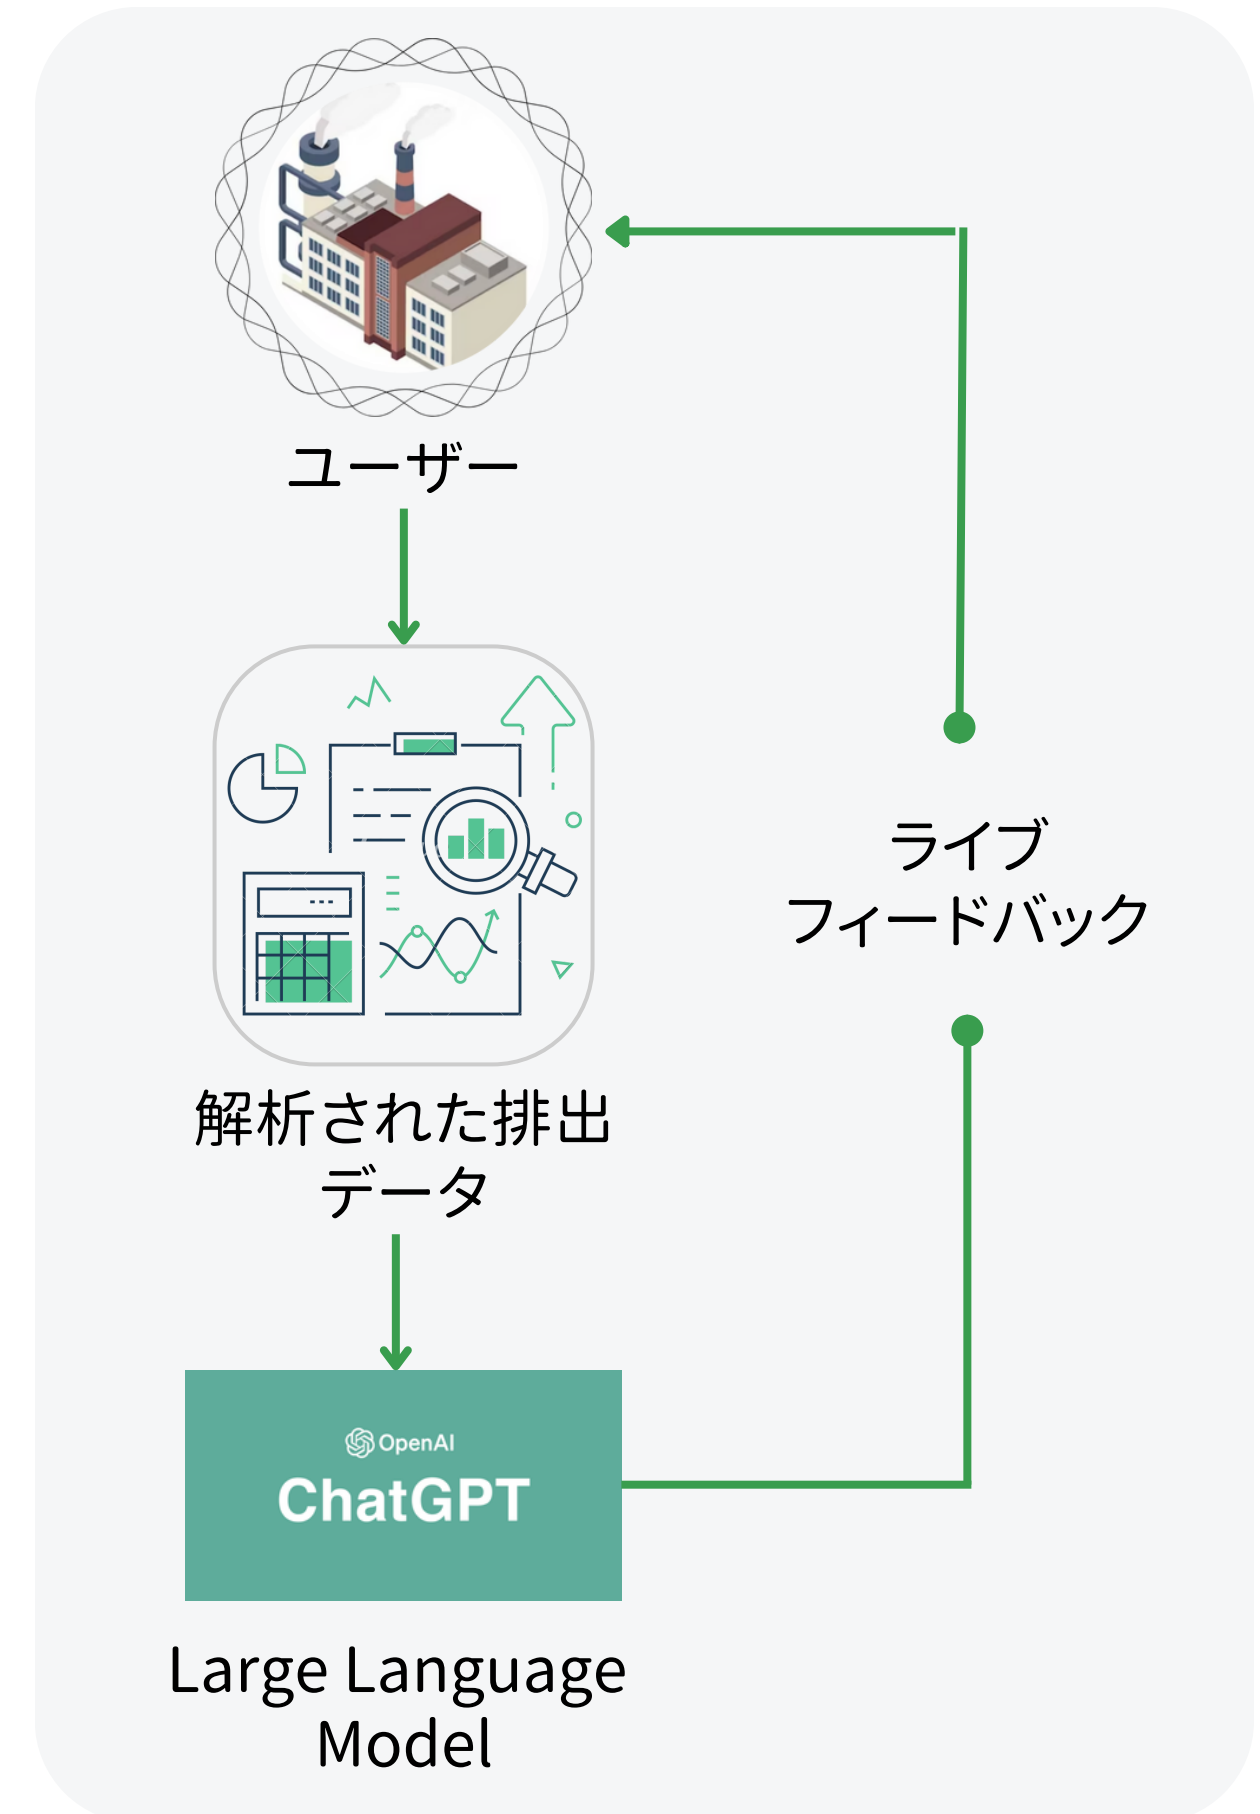 ユーザー
解析された排出
データ
OpenAI
ChatGPT
Large Language
Model
ライブ
フィードバック